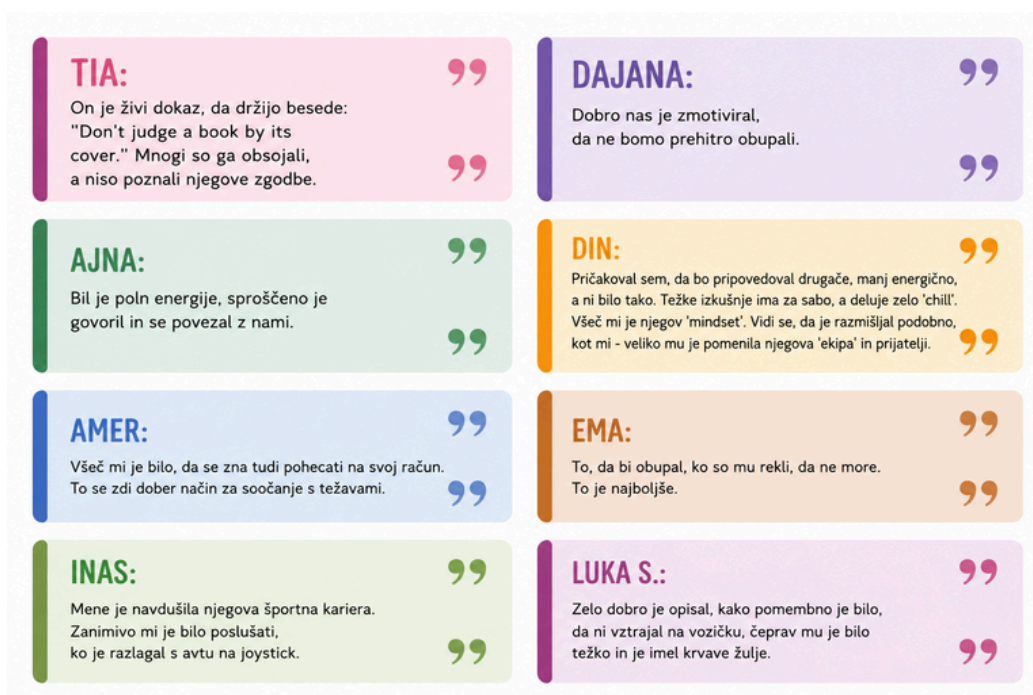 TIA:
On je živi dokaz, da držijo besede:
"Don't judge a book by its
cover." Mnogi so ga obsojali,
a niso poznali njegove zgodbe.
DAJANA:
Dobro nas je zmotiviral,
da ne bomo prehitro obupali.
AJNA:
Bil je poln energije, sproščeno je
govoril in se povezal z nami.
DIN:
Pričakoval sem, da bo pripovedoval drugače, manj energično,
a ni bilo tako. Težke izkušnje ima za sabo, a deluje zelo 'chill'.
Všeč mi je njegov 'mindset'. Vidi se, da je razmišljal podobno,
kot mi - veliko mu je pomenila njegova 'ekipa' in prijatelji.
AMER:
Všeč mi je bilo, da se zna tudi pohecati na svoj račun.
To se zdi dober način za soočanje s težavami.
EMA:
To, da bi obupal, ko so mu rekli, da ne more.
To je najboljše.
INAS:
Mene je navdušila njegova športna kariera.
Zanimivo mi je bilo poslušati,
ko je razlagal s avtu na joystick.
LUKA S.:
Zelo dobro je opisal, kako pomembno je bilo,
da ni vztrajal na vozičku, čeprav mu je bilo
težko in je imel krvave žulje.